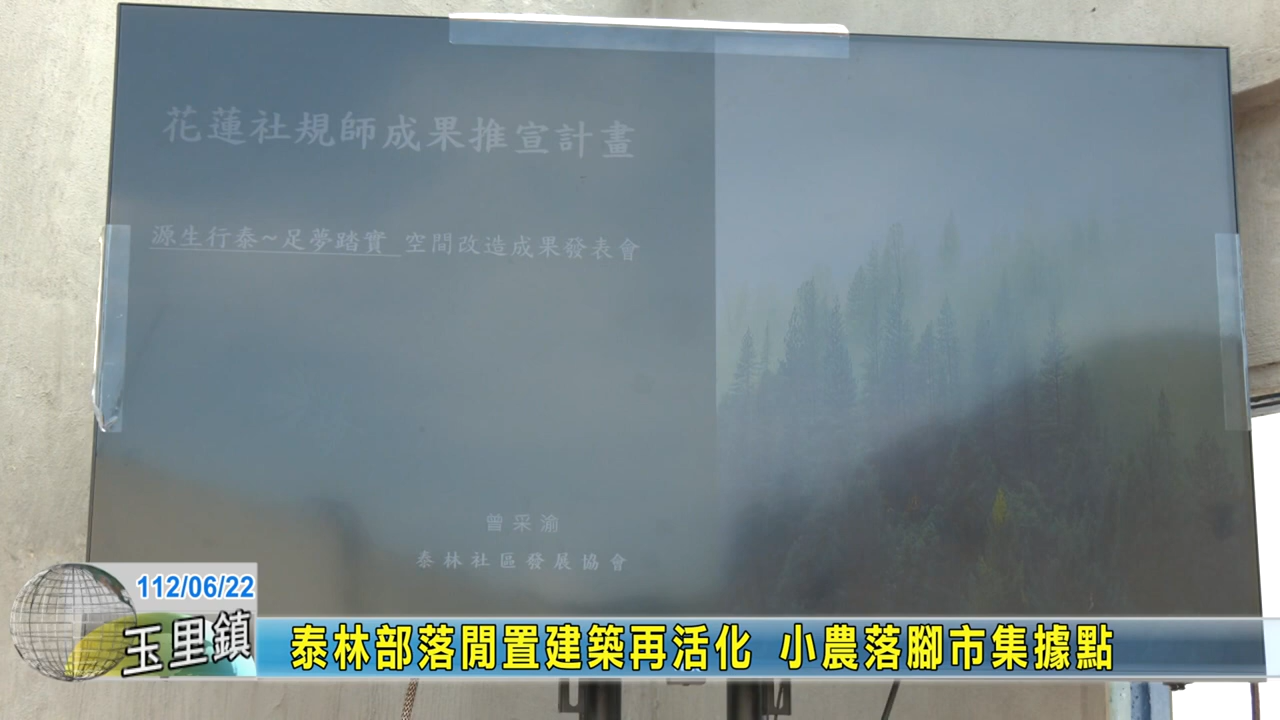 花蓮社規師成果推宣計畫
源生行泰~足夢踏實 空間改造成果發表會
曾采渝
泰林社區發展協會
112/06/22
玉里鎮
泰林部落閒置建築再活化 小農落腳市集據點